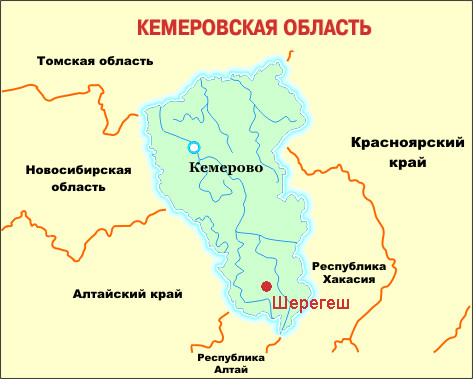 КЕМЕРОВСКАЯ ОБЛАСТЬ
Томская область
Красноярский
край
Кемерово
Новосибирская
область
Республика
Хакасия
Алтайский край
Шерегеш
Республика
Алтай